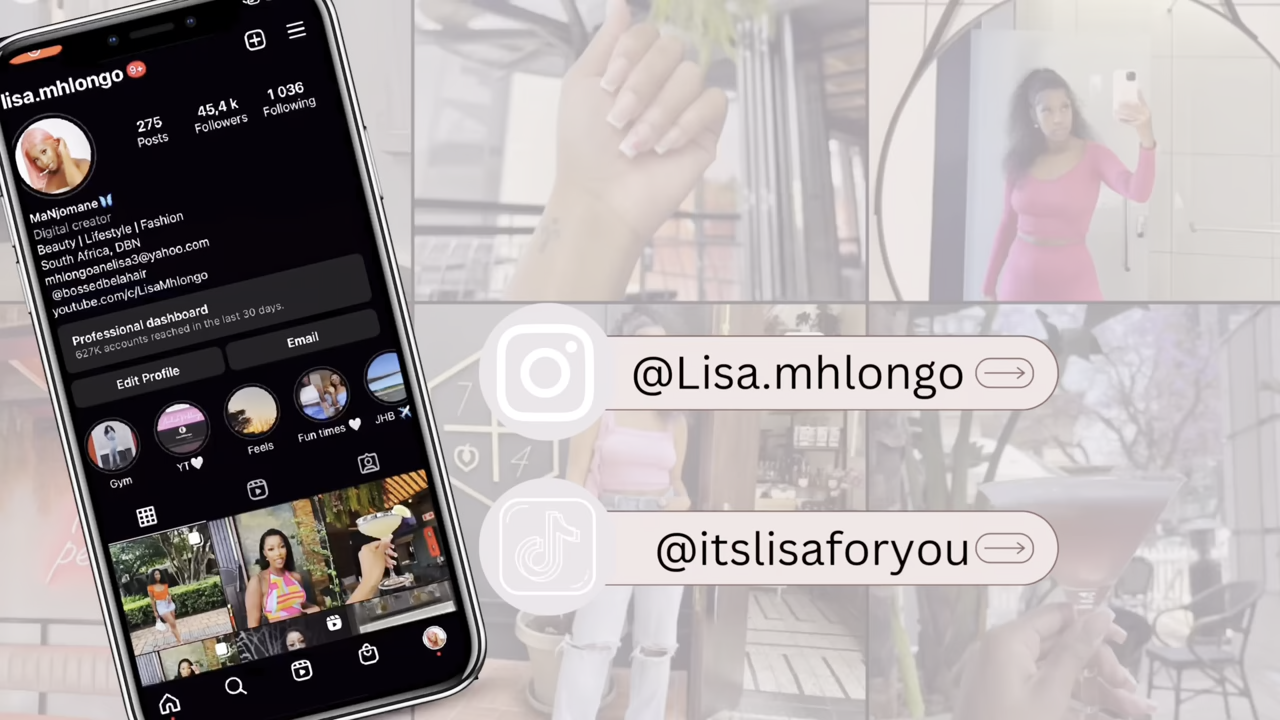 lisa.mhlongo 9+
275
Posts
45,4 k
Followers
1 036
Following
MaNjomane🦋
Digital creator
Beauty | Lifestyle | Fashion
South Africa, DBN
mhlongoanelisa3@yahoo.com
@bossedbelahair
youtube.com/c/LisaMhlongo
Professional dashboard
627K accounts reached in the last 30 days.
Edit Profile
Email
Gym
YT🤍
Feels
Fun times 🤍
JHB ✈️
@Lisa.mhlongo
@itslisaforyou
7
4